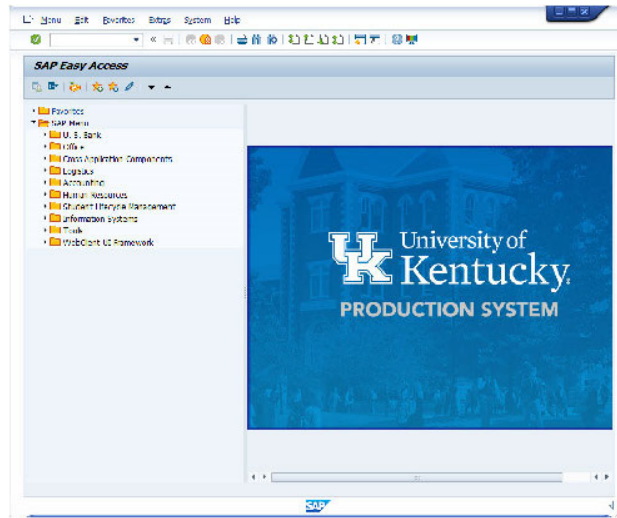 Menu Edit Favorites Extras System Help
SAP Easy Access
Favorites
SAP Menu
U. S. Bank
Office
Cross Application Components
Logistics
Accounting
Human Resources
Student Lifecycle Management
Information Systems
Tools
WebClient UI Framework
University of
UK Kentucky
PRODUCTION SYSTEM
SAP